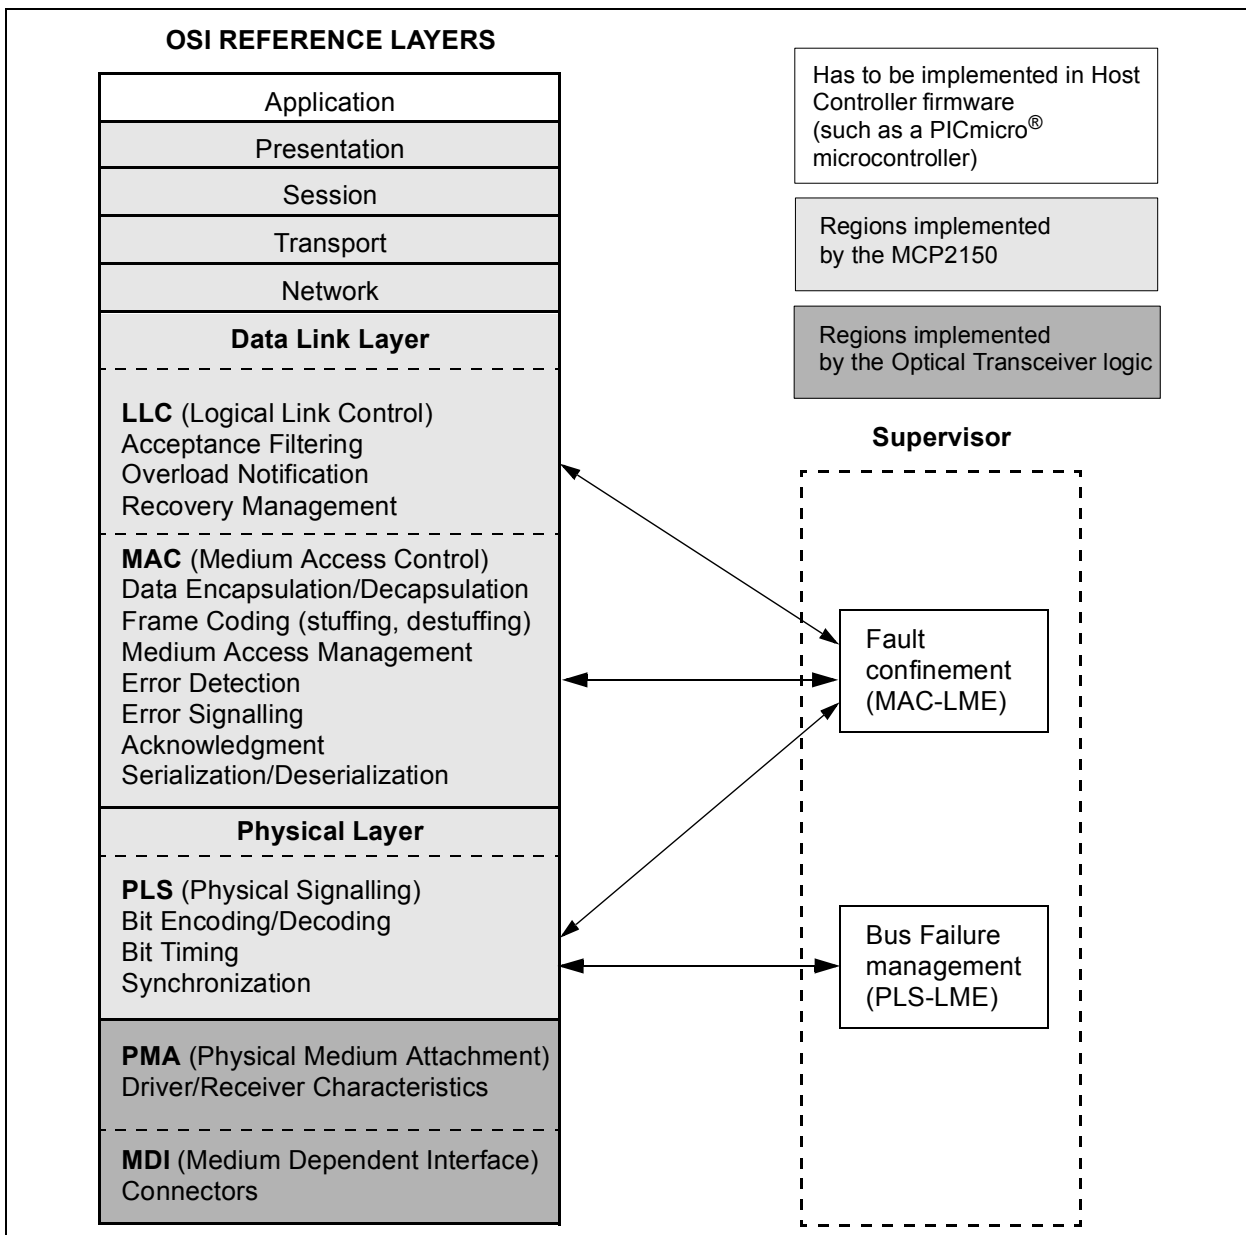 OSI REFERENCE LAYERS
Application
Presentation
Session
Transport
Network
Data Link Layer
LLC (Logical Link Control)
Acceptance Filtering
Overload Notification
Recovery Management
MAC (Medium Access Control)
Data Encapsulation/Decapsulation
Frame Coding (stuffing, destuffing)
Medium Access Management
Error Detection
Error Signalling
Acknowledgment
Serialization/Deserialization
Physical Layer
PLS (Physical Signalling)
Bit Encoding/Decoding
Bit Timing
Synchronization
PMA (Physical Medium Attachment)
Driver/Receiver Characteristics
MDI (Medium Dependent Interface)
Connectors
Has to be implemented in Host
Controller firmware
(such as a PICmicro®
microcontroller)
Regions implemented
by the MCP2150
Regions implemented
by the Optical Transceiver logic
Supervisor
Fault
confinement
(MAC-LME)
Bus Failure
management
(PLS-LME)